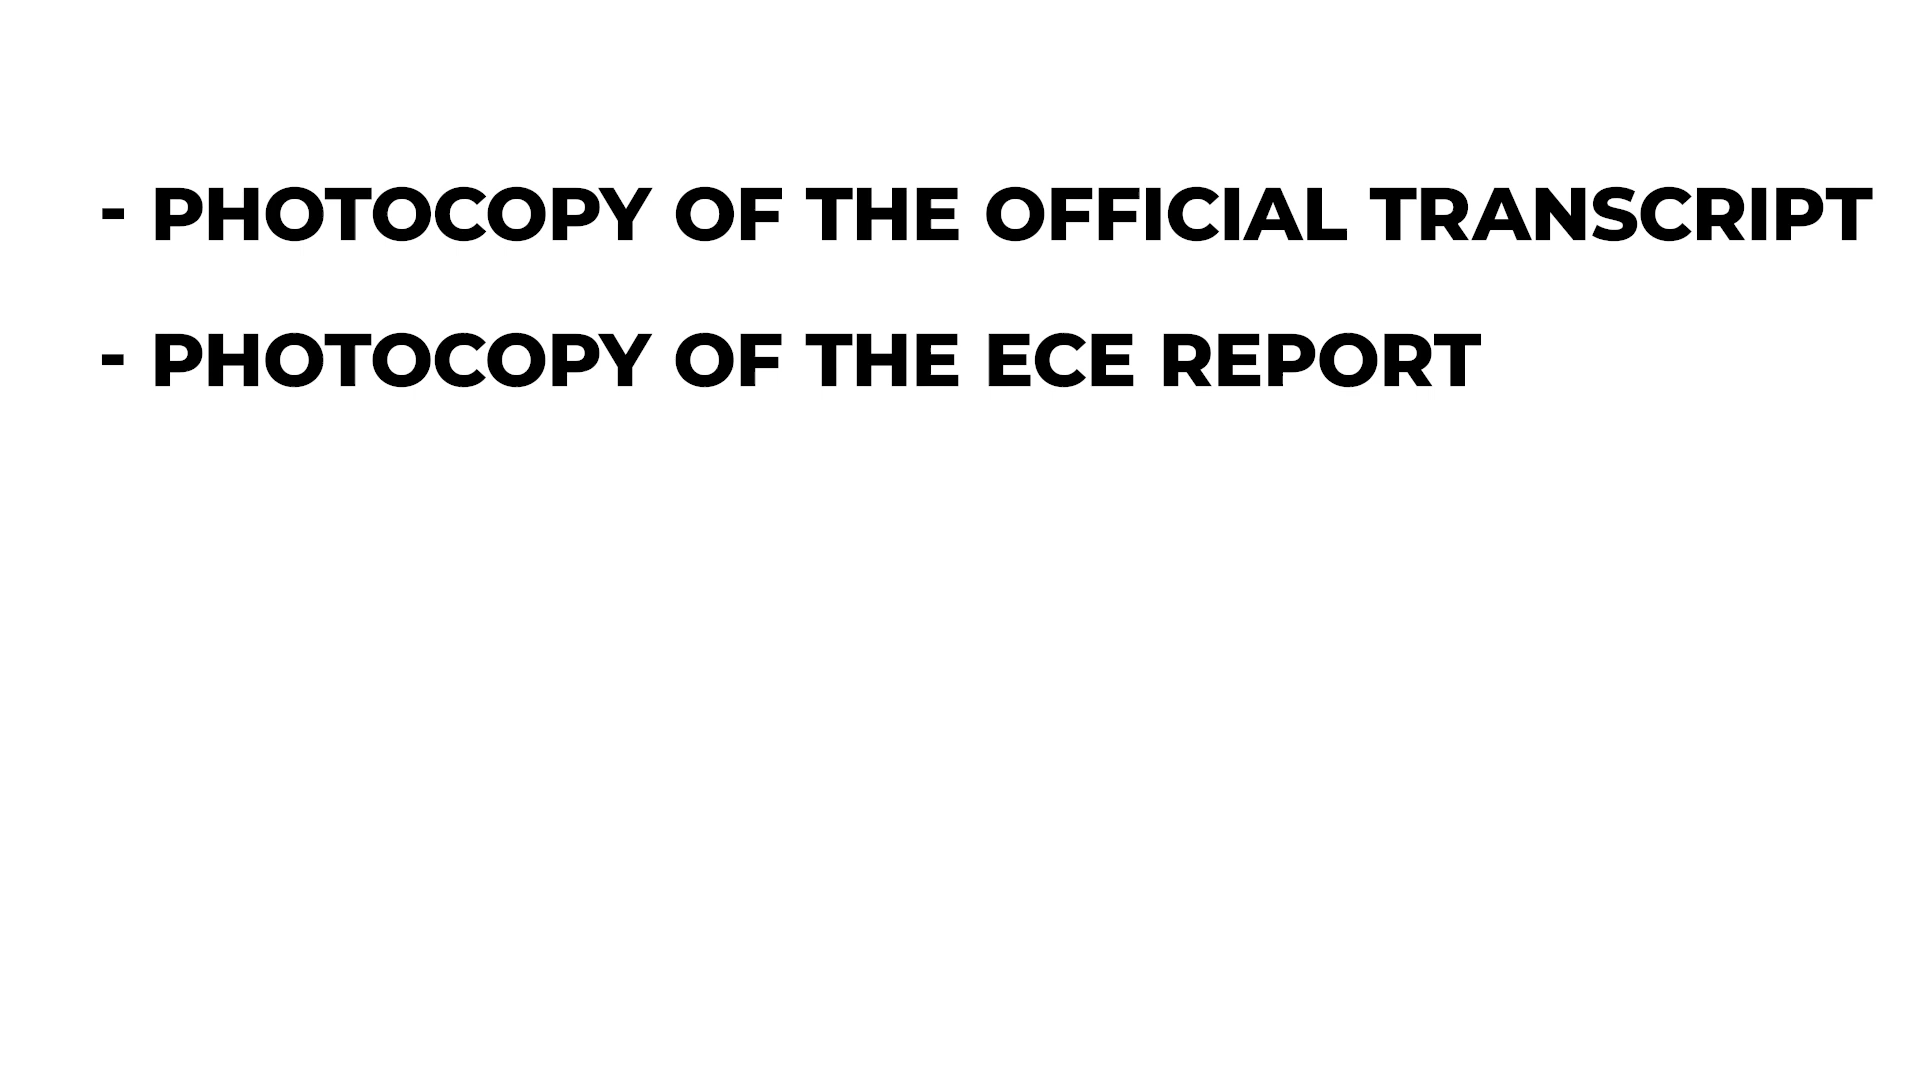 - PHOTOCOPY OF THE OFFICIAL TRANSCRIPT
- PHOTOCOPY OF THE ECE REPORT